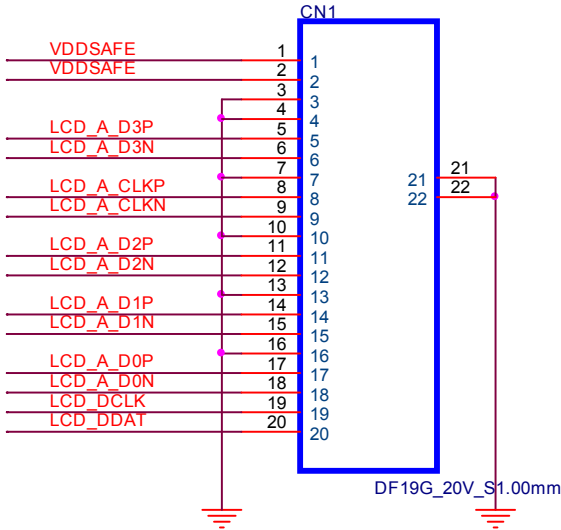 CN1
VDDSAFE 1 1
VDDSAFE 2 2
3 3
4 4
LCD_A_D3P 5 5
LCD_A_D3N 6 6
7 7 21 21
LCD_A_CLKP 8 8 22 22
LCD_A_CLKN 9 9
10 10
LCD_A_D2P 11 11
LCD_A_D2N 12 12
13 13
LCD_A_D1P 14 14
LCD_A_D1N 15 15
16 16
LCD_A_D0P 17 17
LCD_A_D0N 18 18
LCD_DCLK 19 19
LCD_DDAT 20 20
DF19G_20V_S1.00mm